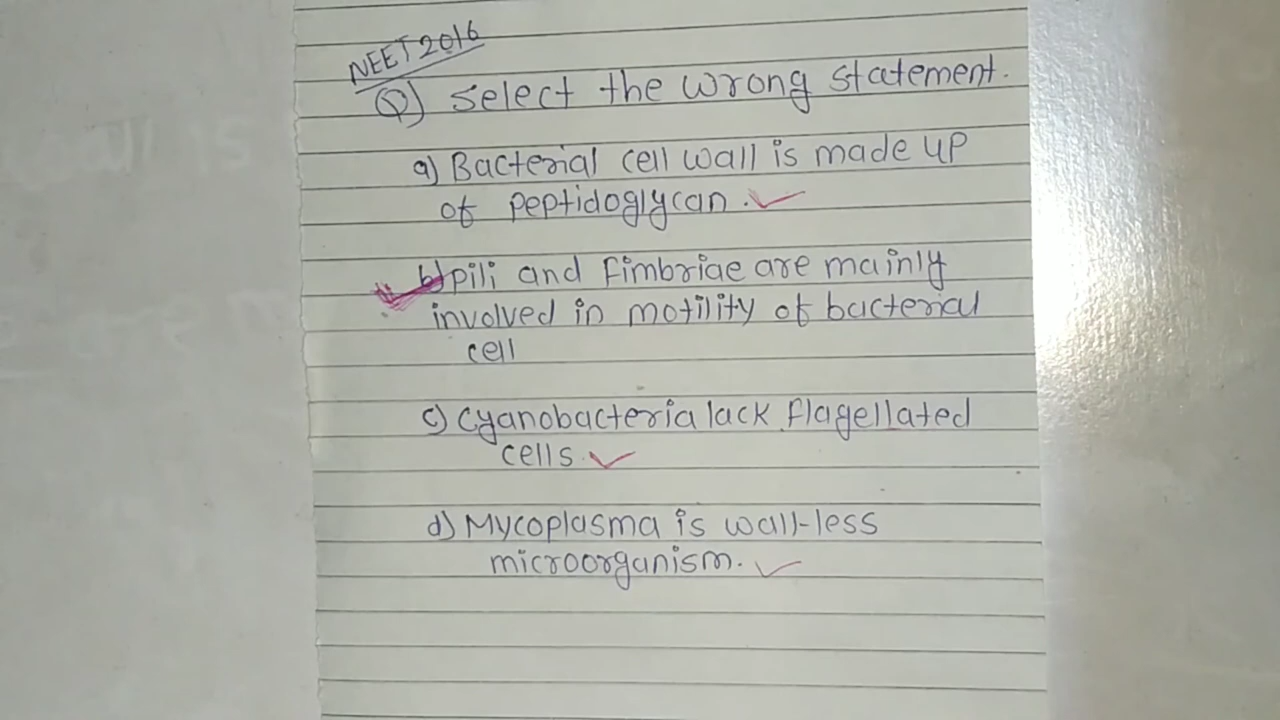 NEET 2016
Q) Select the wrong statement.
a) Bacterial cell wall is made up
of peptidoglycan.
b) pili and fimbriae are mainly
involved in motility of bacterial
cell
c) Cyanobacteria lack flagellated
cells.
d) Mycoplasma is wall-less
microorganism.